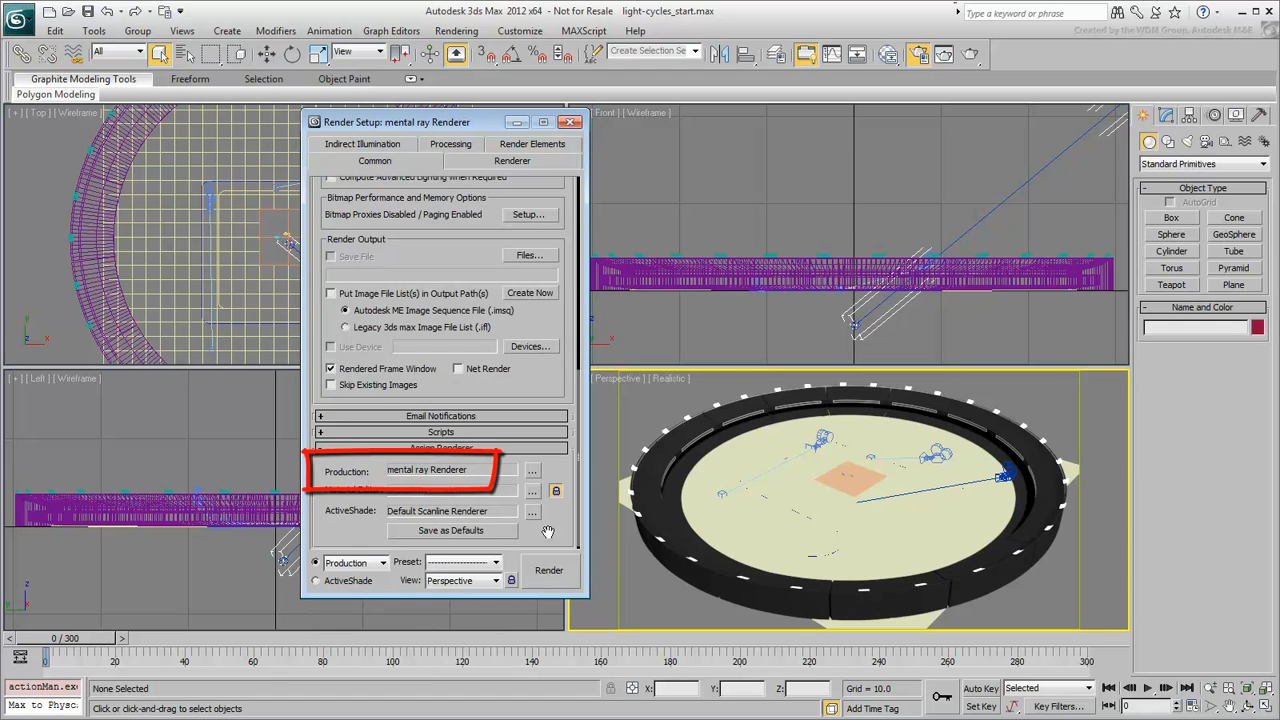 Autodesk 3ds Max 2012 x64 - Not for Resale light-cycles_start.max
Type a keyword or phrase
Edit Tools Group Views Create Modifiers Animation Graph Editors Rendering Customize MAXScript Help
Created by the WDM Group, Autodesk M&E
All View Create Selection Se
Graphite Modeling Tools Freeform Selection Object Paint
Polygon Modeling
[ + ] [ Top ] [ Wireframe ]
Front ] [ Wireframe ]
[ + ] [ Left ] [ Wireframe ]
Perspective ] [ Realistic ]
Render Setup: mental ray Renderer
Indirect Illumination Processing Render Elements
Common Renderer
Compute Advanced Lighting when Required
Bitmap Performance and Memory Options
Bitmap Proxies Disabled / Paging Enabled Setup...
Render Output
Save File Files...
Put Image File List(s) in Output Path(s) Create Now
Autodesk ME Image Sequence File (.imsq)
Legacy 3ds max Image File List (.ifl)
Use Device Devices...
Rendered Frame Window Net Render
Skip Existing Images
+ Email Notifications
+ Scripts
- Assign Renderer
Production: mental ray Renderer ...
...
ActiveShade: Default Scanline Renderer ...
Save as Defaults
Production Preset: --------------------
ActiveShade View: Perspective
Render
Standard Primitives
- Object Type
AutoGrid
Box Cone
Sphere GeoSphere
Cylinder Tube
Torus Pyramid
Teapot Plane
- Name and Color
< 0 / 300 >
0 20 40 60 80 100 120 140 160 180 200 220 240 260 280 300
actionMan.ex None Selected X: Y: Z: Grid = 10.0 Auto Key Selected
Max to Physc Click or click-and-drag to select objects Add Time Tag Set Key Key Filters... 0